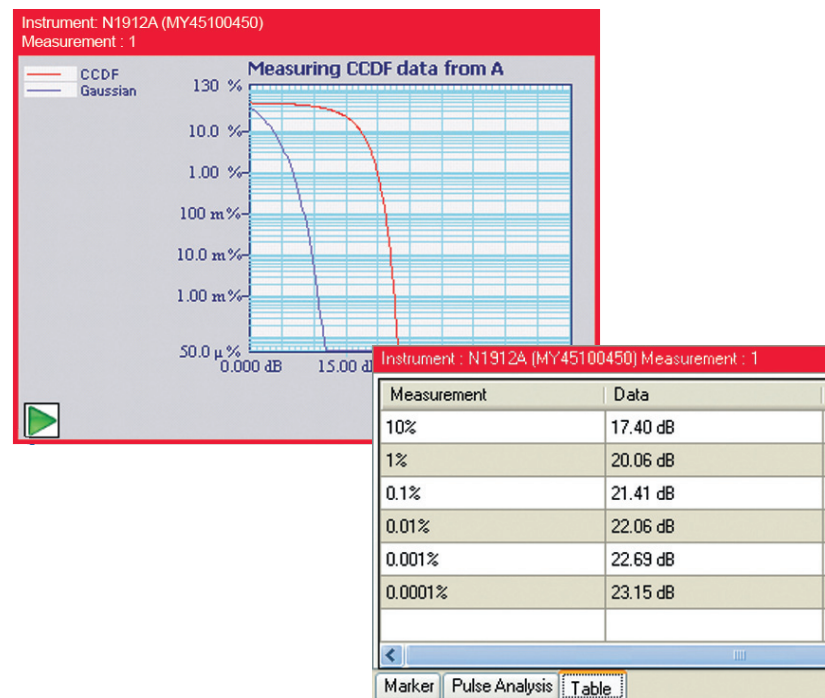 Instrument: N1912A (MY45100450)
Measurement : 1
CCDF
Gaussian
Measuring CCDF data from A
130 %
10.0 %
1.00 %
100 m%
10.0 m%
1.00 m%
50.0 µ%
0.000 dB
15.00 dB
Instrument : N1912A (MY45100450) Measurement : 1
Measurement Data
10% 17.40 dB
1% 20.06 dB
0.1% 21.41 dB
0.01% 22.06 dB
0.001% 22.69 dB
0.0001% 23.15 dB
Marker Pulse Analysis Table